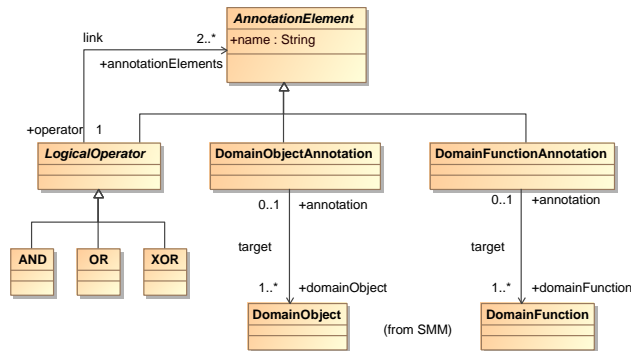 AnnotationElement
+name : String
link
2..*
+annotationElements
+operator
1
LogicalOperator
DomainObjectAnnotation
DomainFunctionAnnotation
0..1
+annotation
0..1
+annotation
AND
OR
XOR
target
target
1..*
+domainObject
1..*
+domainFunction
DomainObject
(from SMM)
DomainFunction